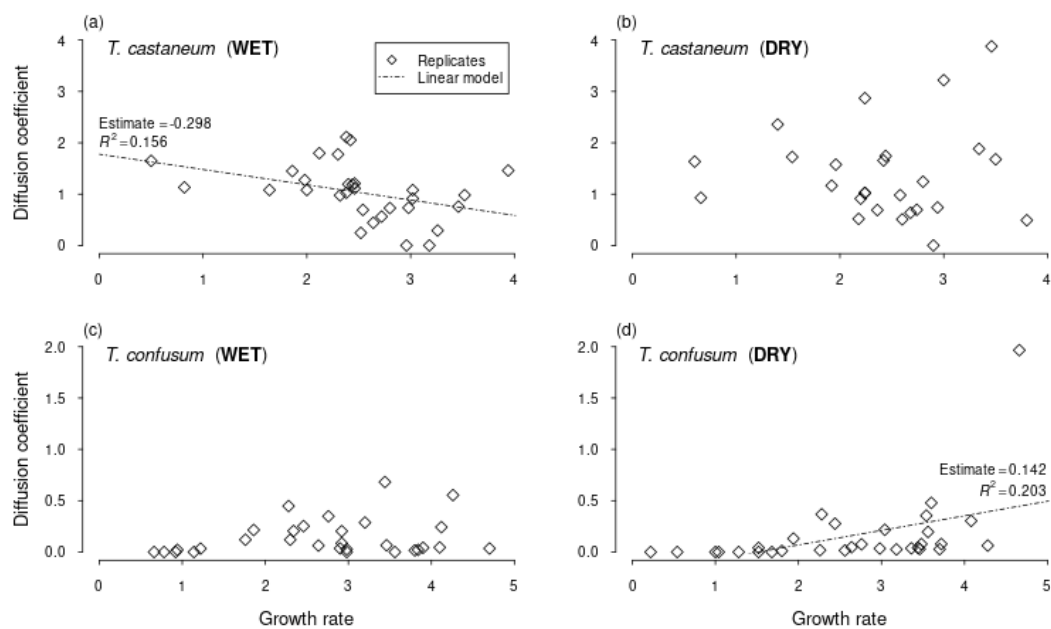 (a)
T. castaneum (WET)
Replicates
Linear model
Estimate =-0.298
R²=0.156
Diffusion coefficient
4
3
2
1
0
0 1 2 3 4
(b)
T. castaneum (DRY)
4
3
2
1
0
0 1 2 3 4
(c)
T. confusum (WET)
Diffusion coefficient
2.0
1.5
1.0
0.5
0.0
0 1 2 3 4 5
Growth rate
(d)
T. confusum (DRY)
Estimate =0.142
R²=0.203
2.0
1.5
1.0
0.5
0.0
0 1 2 3 4 5
Growth rate